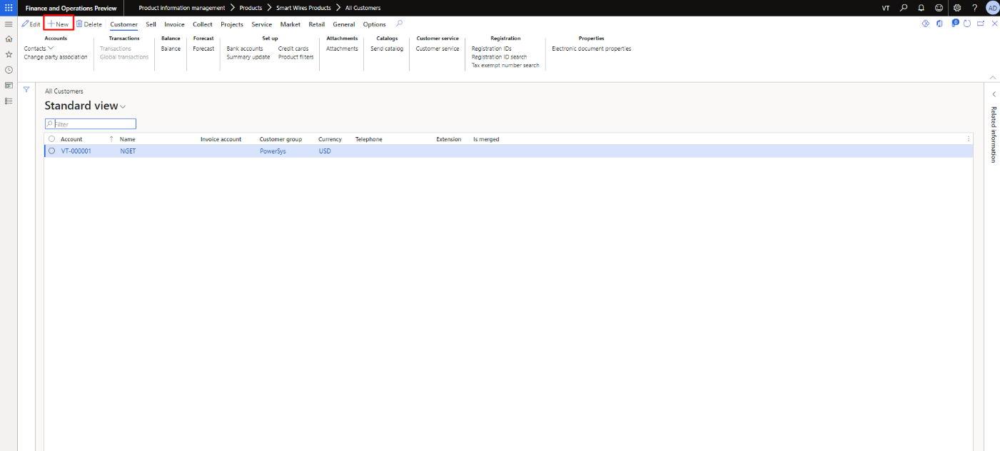 Finance and Operations Preview Product information management Products Smart Wires Products All Customers VT ? AD
Edit New Delete Customer Sell Invoice Collect Projects Service Market Retail General Options 0
Accounts Transactions Balance Forecast Set up Attachments Catalogs Customer service Registration Properties
Contacts Transactions Balance Forecast Bank accounts Credit cards Attachments Send catalog Customer service Registration IDs Electronic document properties
Change party association Global transactions Summary update Product filters Registration ID search
Tax exempt number search
All Customers
Standard view
Filter
Account Name Invoice account Customer group Currency Telephone Extension Is merged
VT-000001 NGET PowerSys USD
Related information